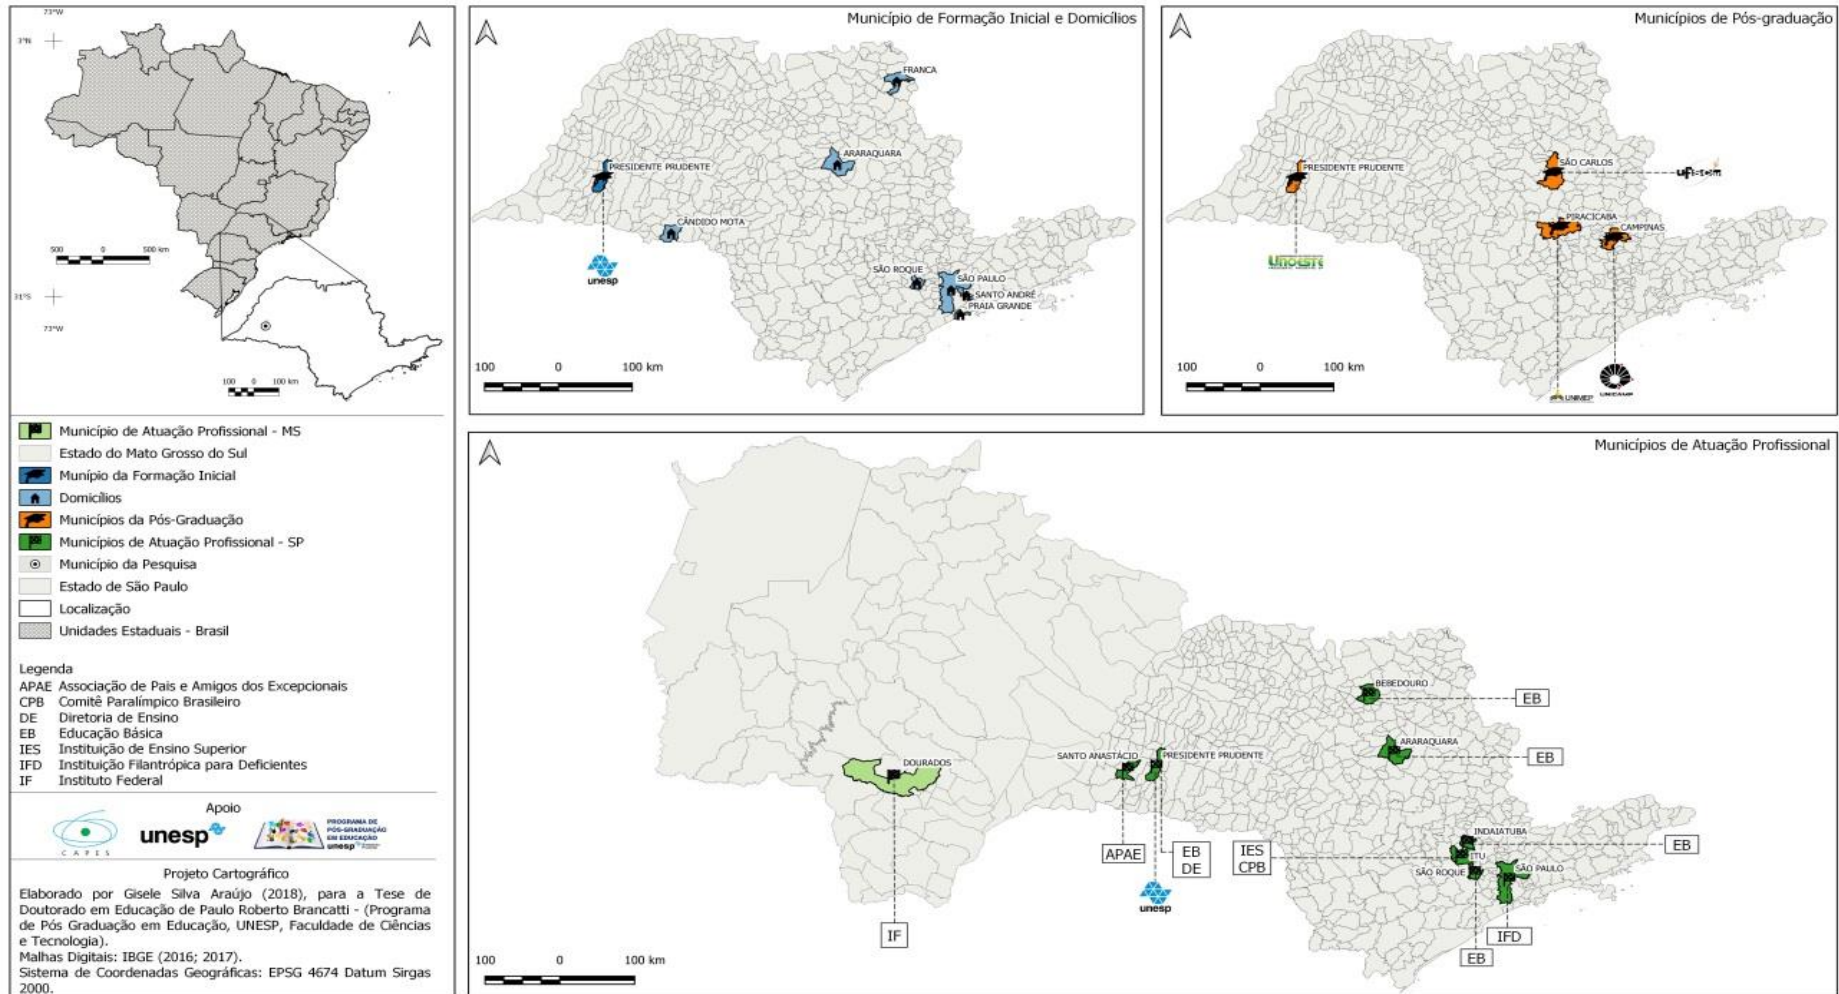 73°W
3°N
500 0 500 km
31°S
73°W
100 0 100 km
Município de Atuação Profissional - MS
Estado do Mato Grosso do Sul
Munípio da Formação Inicial
Domicílios
Municípios da Pós-Graduação
Municípios de Atuação Profissional - SP
Município da Pesquisa
Estado de São Paulo
Localização
Unidades Estaduais - Brasil
Legenda
APAE Associação de Pais e Amigos dos Excepcionais
CPB Comitê Paralímpico Brasileiro
DE Diretoria de Ensino
EB Educação Básica
IES Instituição de Ensino Superior
IFD Instituição Filantrópica para Deficientes
IF Instituto Federal
Apoio
CAPES
unesp
PROGRAMA DE
PÓS-GRADUAÇÃO
EM EDUCAÇÃO
unesp
Projeto Cartográfico
Elaborado por Gisele Silva Araújo (2018), para a Tese de
Doutorado em Educação de Paulo Roberto Brancatti - (Programa
de Pós Graduação em Educação, UNESP, Faculdade de Ciências
e Tecnologia).
Malhas Digitais: IBGE (2016; 2017).
Sistema de Coordenadas Geográficas: EPSG 4674 Datum Sirgas
2000.
Município de Formação Inicial e Domicílios
FRANCA
ARARAQUARA
PRESIDENTE PRUDENTE
CÂNDIDO MOTA
unesp
SÃO ROQUE
SÃO PAULO
SANTO ANDRÉ
PRAIA GRANDE
100 0 100 km
Municípios de Pós-graduação
SÃO CARLOS
PRESIDENTE PRUDENTE
PIRACICABA
CAMPINAS
UNOESTE
100 0 100 km
UNIMEP
UNICAMP
Municípios de Atuação Profissional
BEBEDOURO
EB
ARARAQUARA
EB
SANTO ANASTÁCIO
PRESIDENTE PRUDENTE
DOURADOS
INDAIATUBA
EB
APAE
EB
DE
IES
CPB
ITU
SÃO ROQUE
SÃO PAULO
unesp
IF
IFD
EB
100 0 100 km